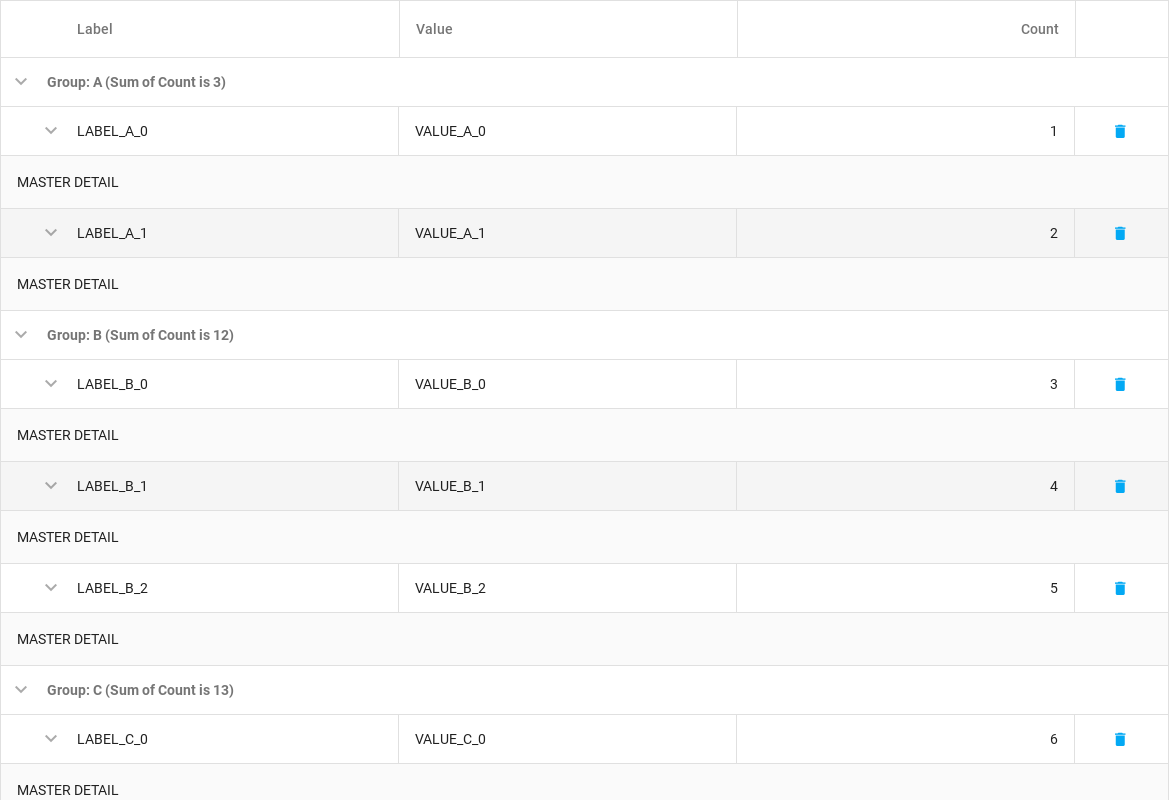 Label Value Count
Group: A (Sum of Count is 3)
LABEL_A_0 VALUE_A_0 1
MASTER DETAIL
LABEL_A_1 VALUE_A_1 2
MASTER DETAIL
Group: B (Sum of Count is 12)
LABEL_B_0 VALUE_B_0 3
MASTER DETAIL
LABEL_B_1 VALUE_B_1 4
MASTER DETAIL
LABEL_B_2 VALUE_B_2 5
MASTER DETAIL
Group: C (Sum of Count is 13)
LABEL_C_0 VALUE_C_0 6
MASTER DETAIL